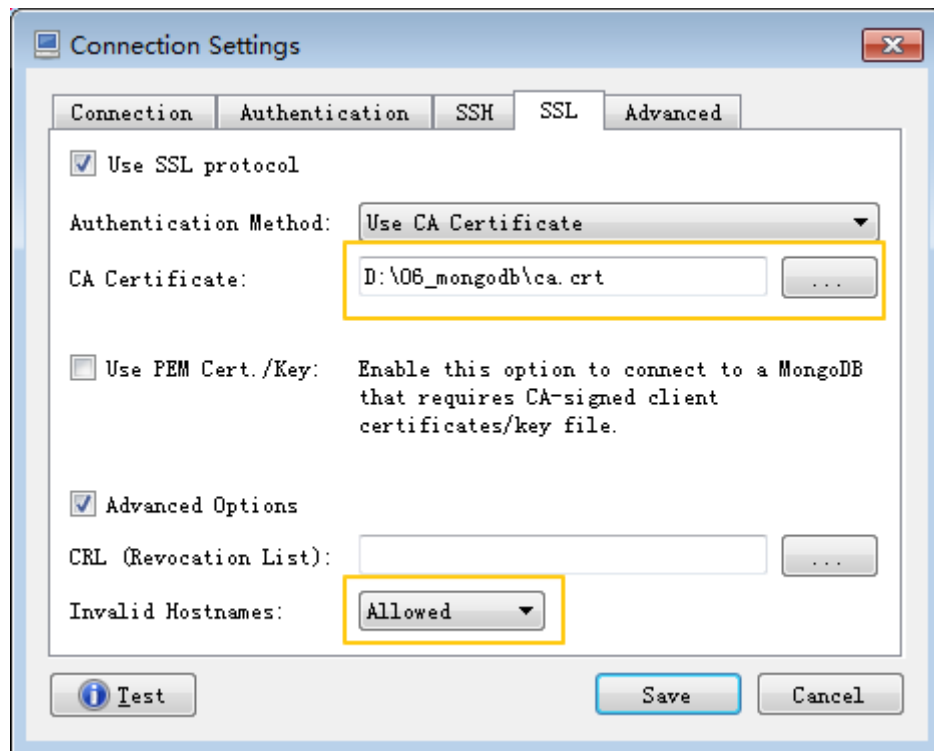 Connection Settings
Connection Authentication SSH SSL Advanced
Use SSL protocol
Authentication Method: Use CA Certificate
CA Certificate: D:\06_mongodb\ca.crt ...
Use PEM Cert./Key: Enable this option to connect to a MongoDB
that requires CA-signed client
certificates/key file.
Advanced Options
CRL (Revocation List): ...
Invalid Hostnames: Allowed
Test Save Cancel